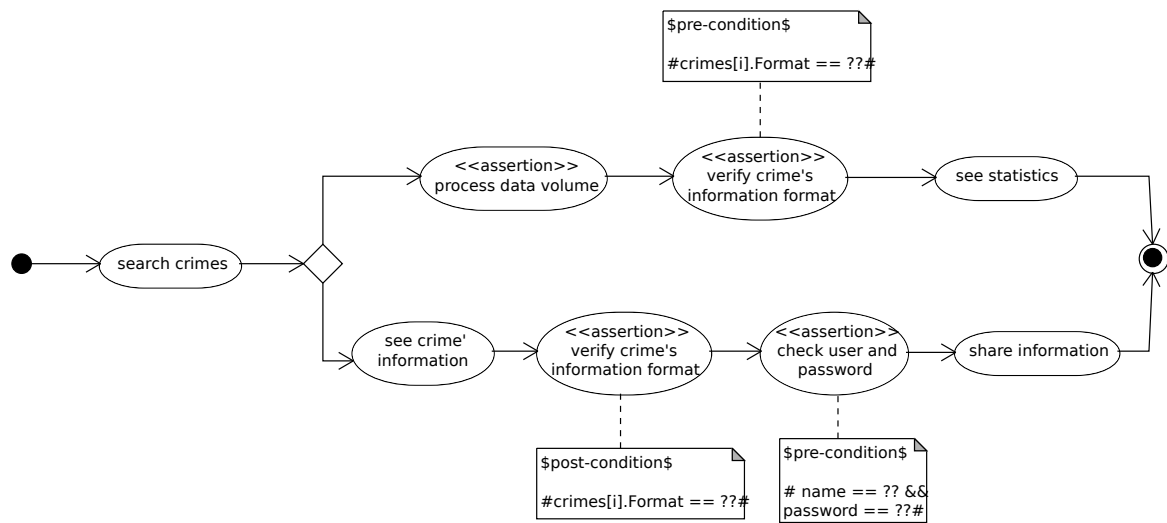 $pre-condition$
#crimes[i].Format == ??#
<<assertion>>
process data volume
<<assertion>>
verify crime's
information format
see statistics
search crimes
see crime'
information
<<assertion>>
verify crime's
information format
<<assertion>>
check user and
password
share information
$post-condition$
#crimes[i].Format == ??#
$pre-condition$
# name == ?? &&
password == ??#